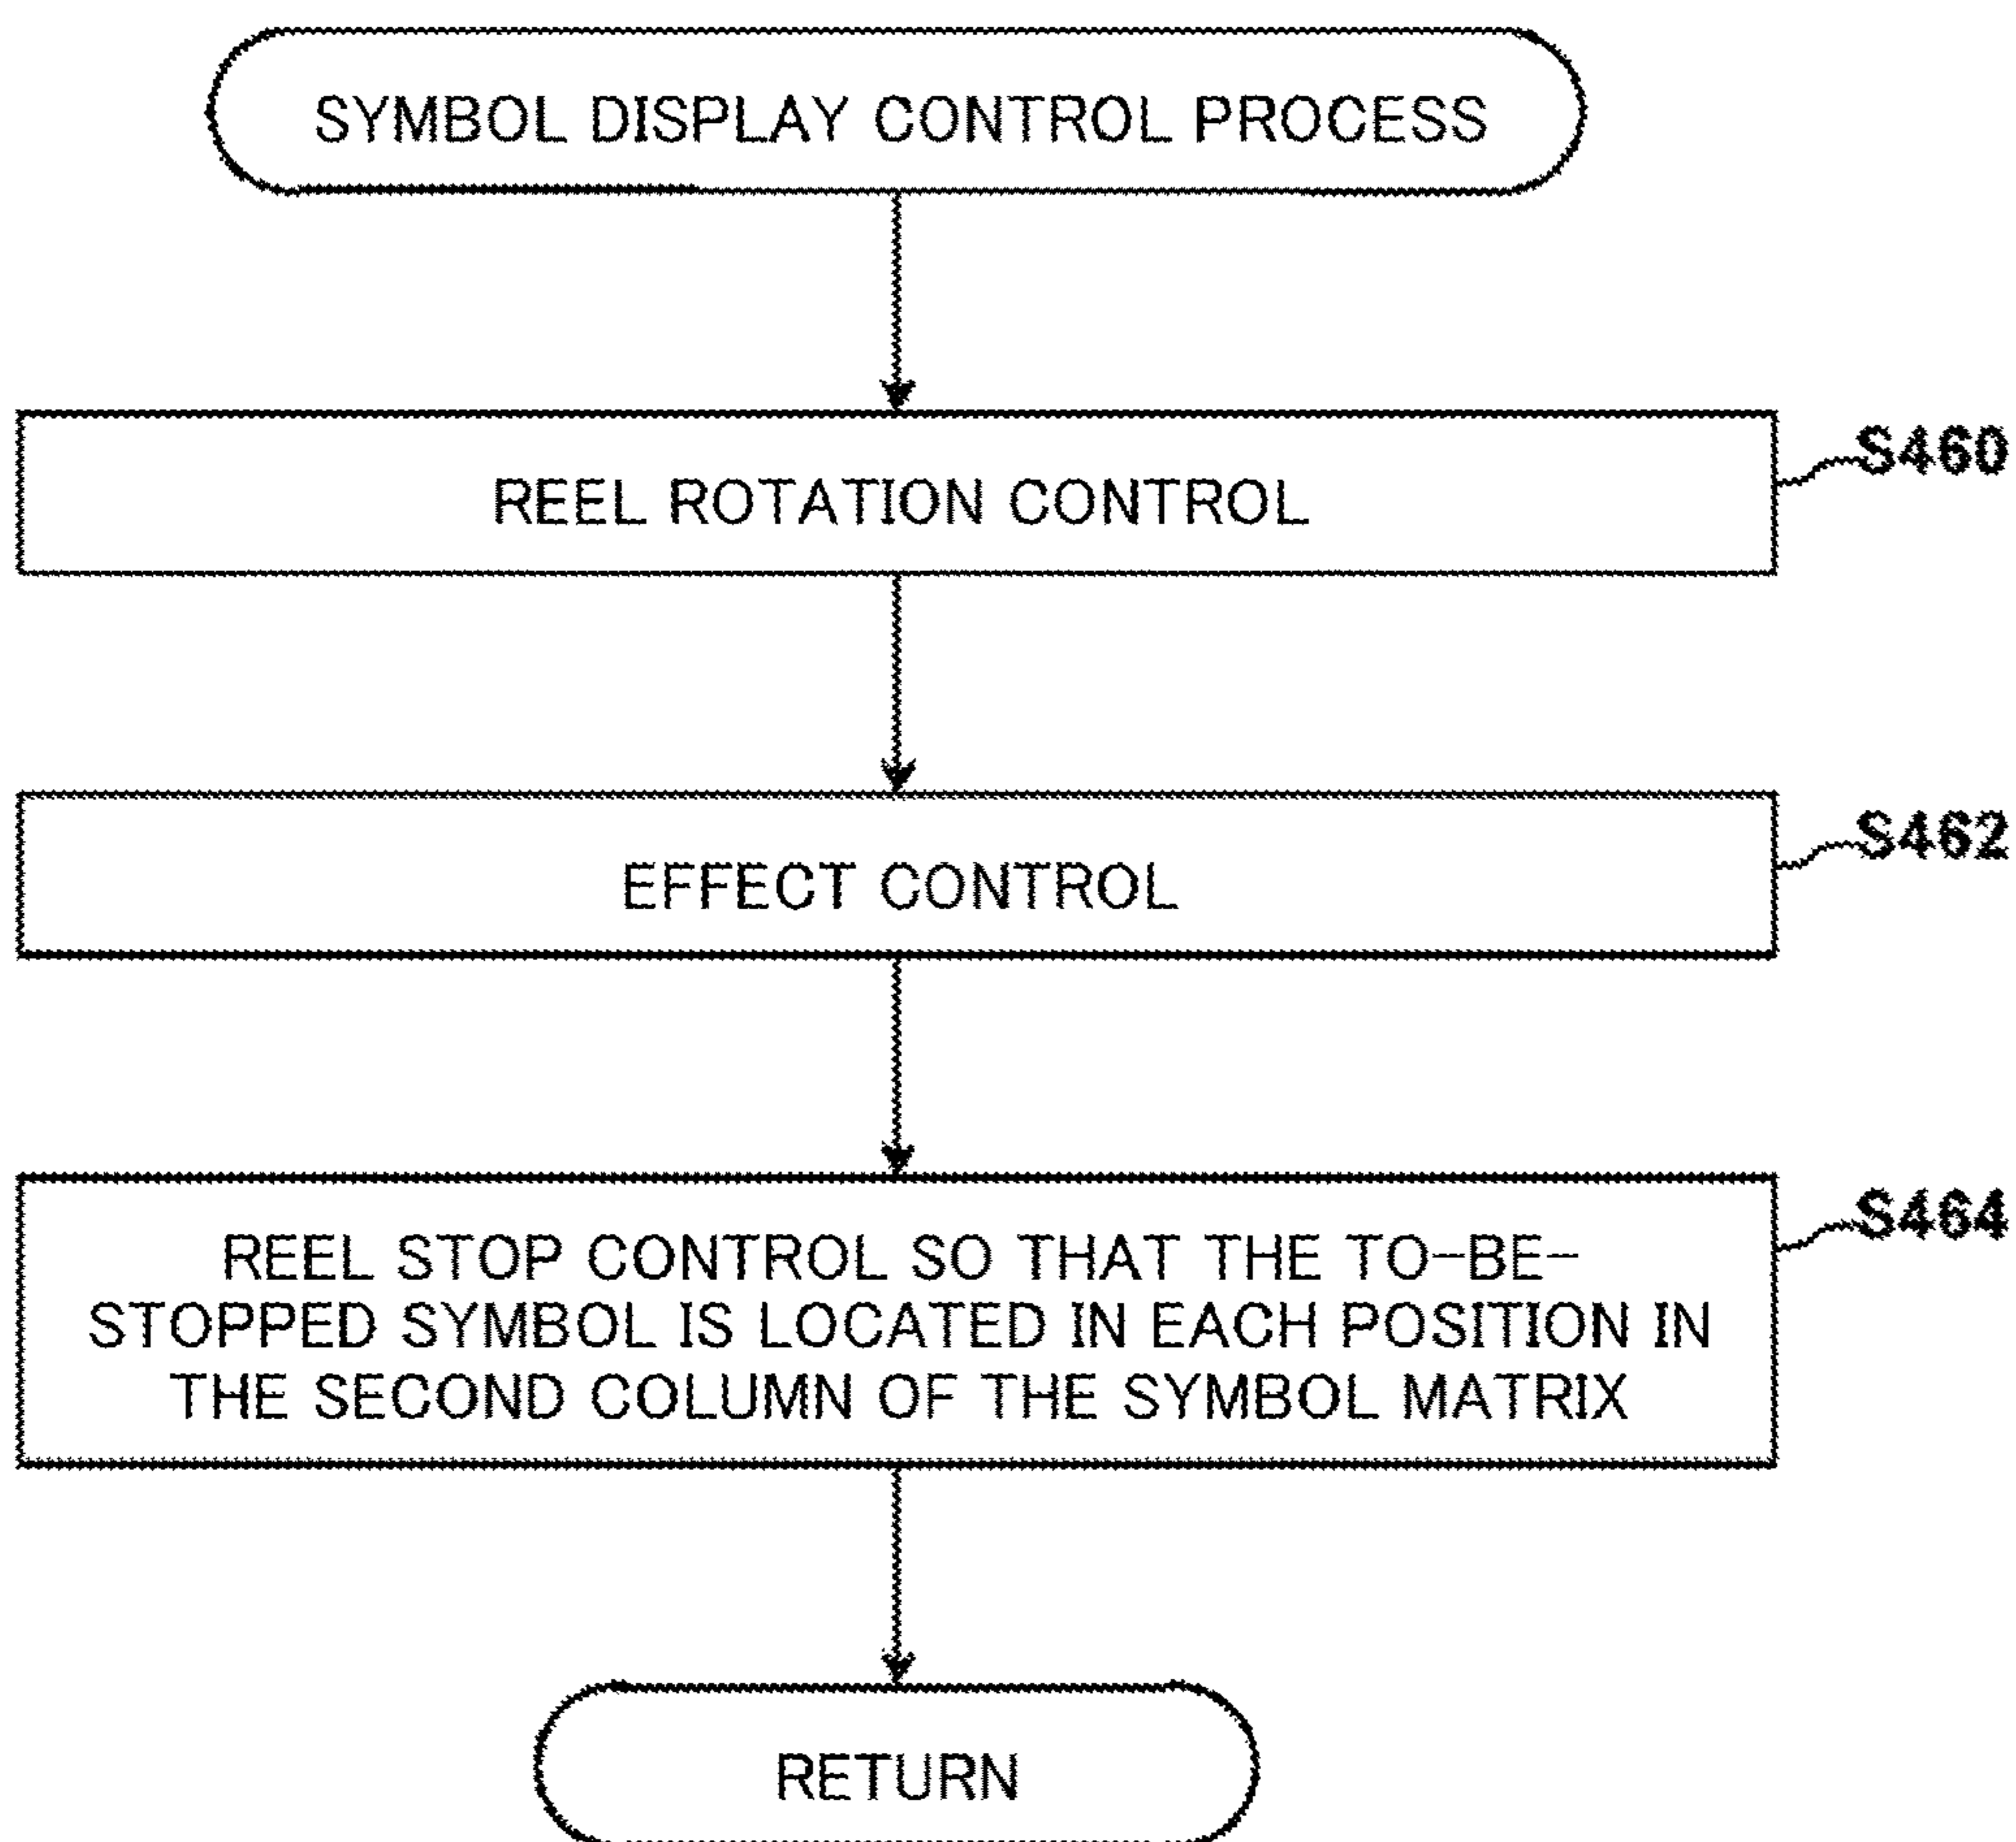 SYMBOL DISPLAY CONTROL PROCESS
REEL ROTATION CONTROL
S460
EFFECT CONTROL
S462
REEL STOP CONTROL SO THAT THE TO-BE-
STOPPED SYMBOL IS LOCATED IN EACH POSITION IN
THE SECOND COLUMN OF THE SYMBOL MATRIX
S464
RETURN